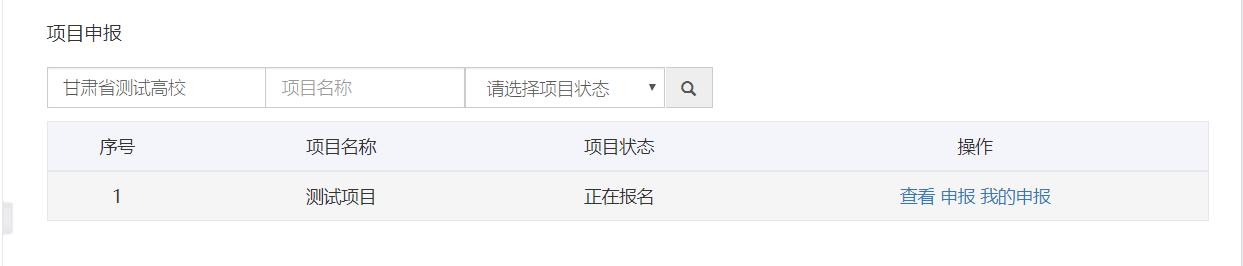 项目申报
甘肃省测试高校 项目名称 请选择项目状态
序号 项目名称 项目状态 操作
1 测试项目 正在报名 查看 申报 我的申报